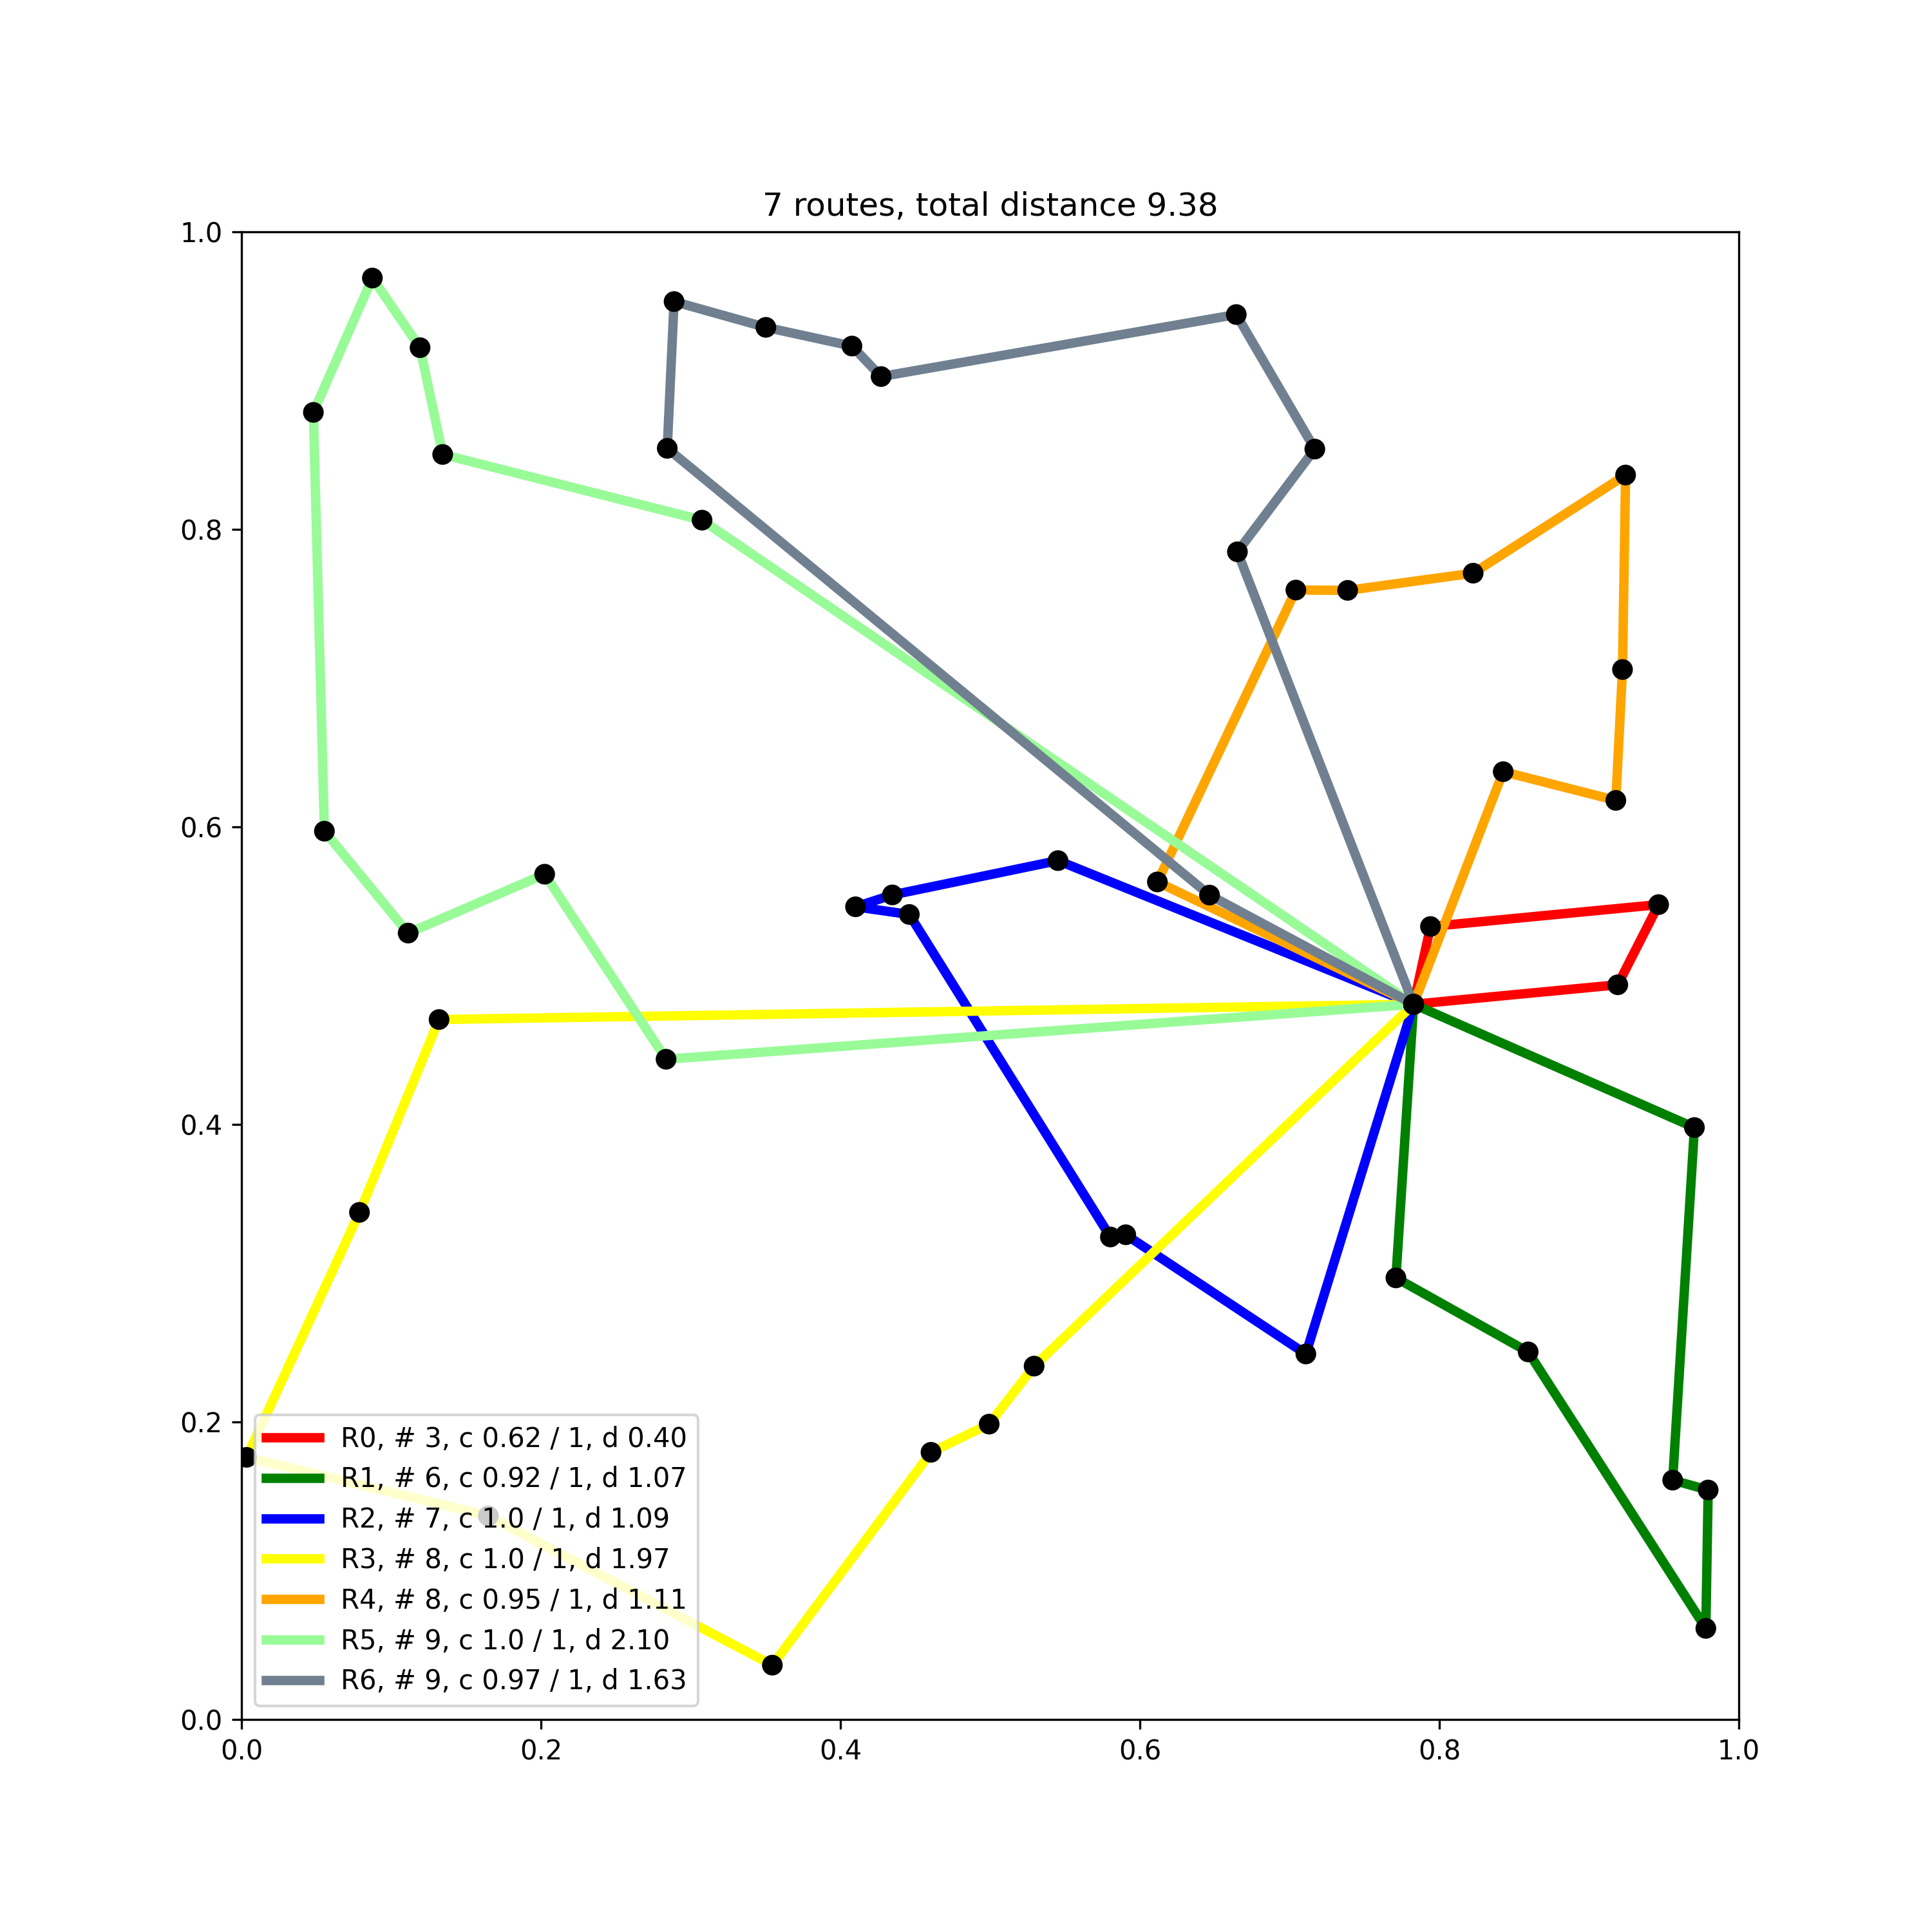 7 routes, total distance 9.38
1.0
0.8
0.6
0.4
0.2
0.0
R0, # 3, c 0.62 / 1, d 0.40
R1, # 6, c 0.92 / 1, d 1.07
R2, # 7, c 1.0 / 1, d 1.09
R3, # 8, c 1.0 / 1, d 1.97
R4, # 8, c 0.95 / 1, d 1.11
R5, # 9, c 1.0 / 1, d 2.10
R6, # 9, c 0.97 / 1, d 1.63
0.0 0.2 0.4 0.6 0.8 1.0